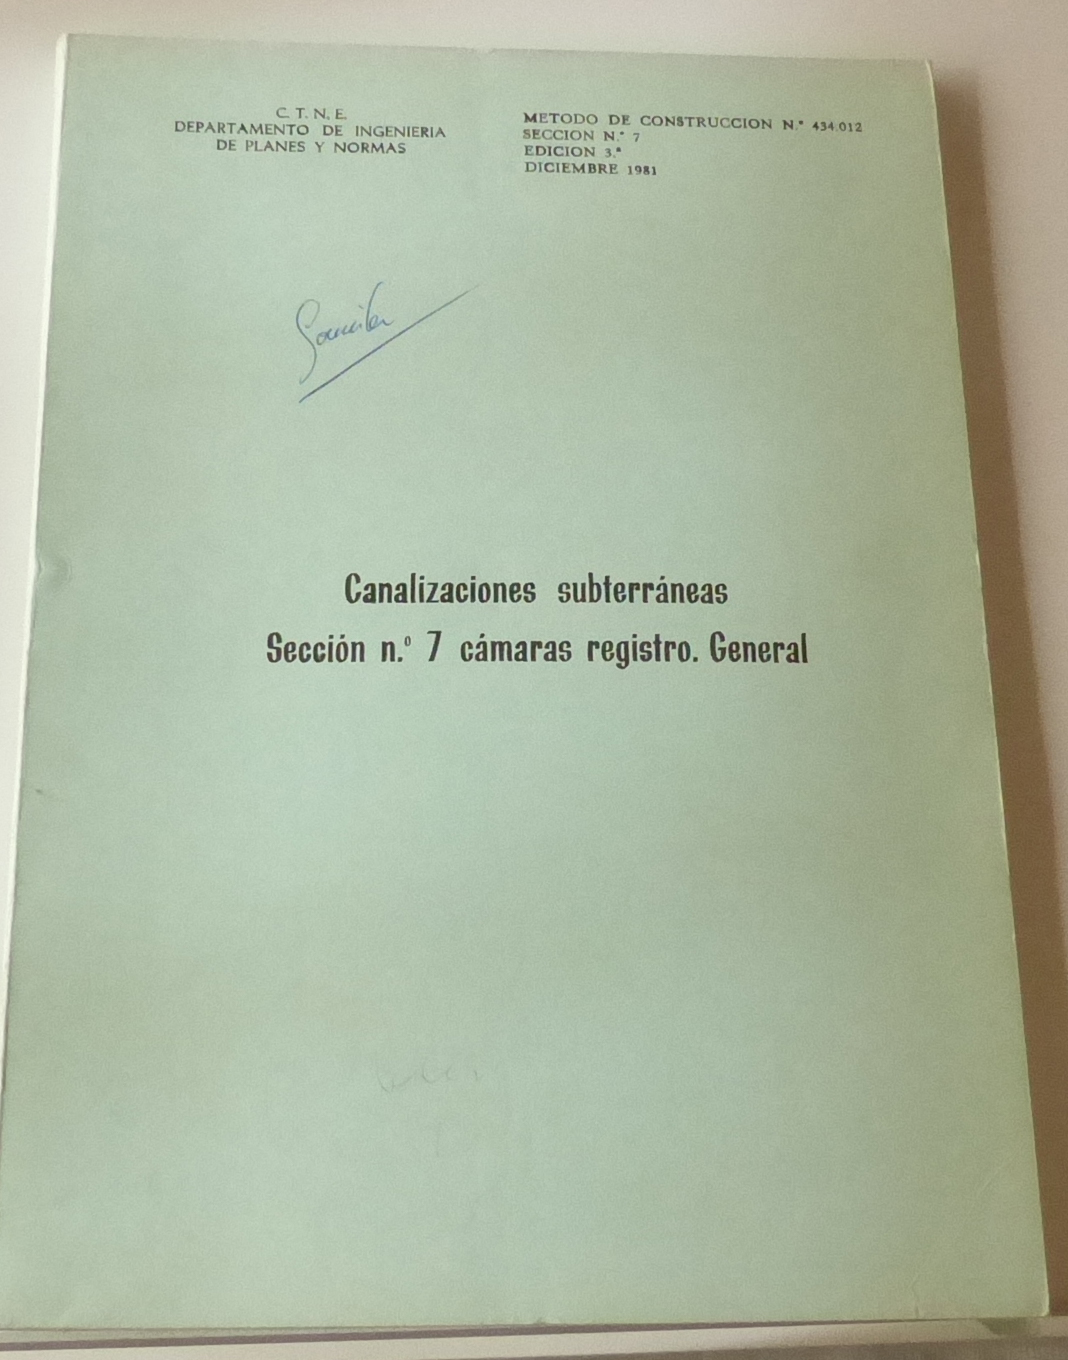 C. T. N. E.
DEPARTAMENTO DE INGENIERIA
DE PLANES Y NORMAS
METODO DE CONSTRUCCION N.º 434.012
SECCION N.º 7
EDICION 3.ª
DICIEMBRE 1981
Canalizaciones subterráneas
Sección n.º 7 cámaras registro. General